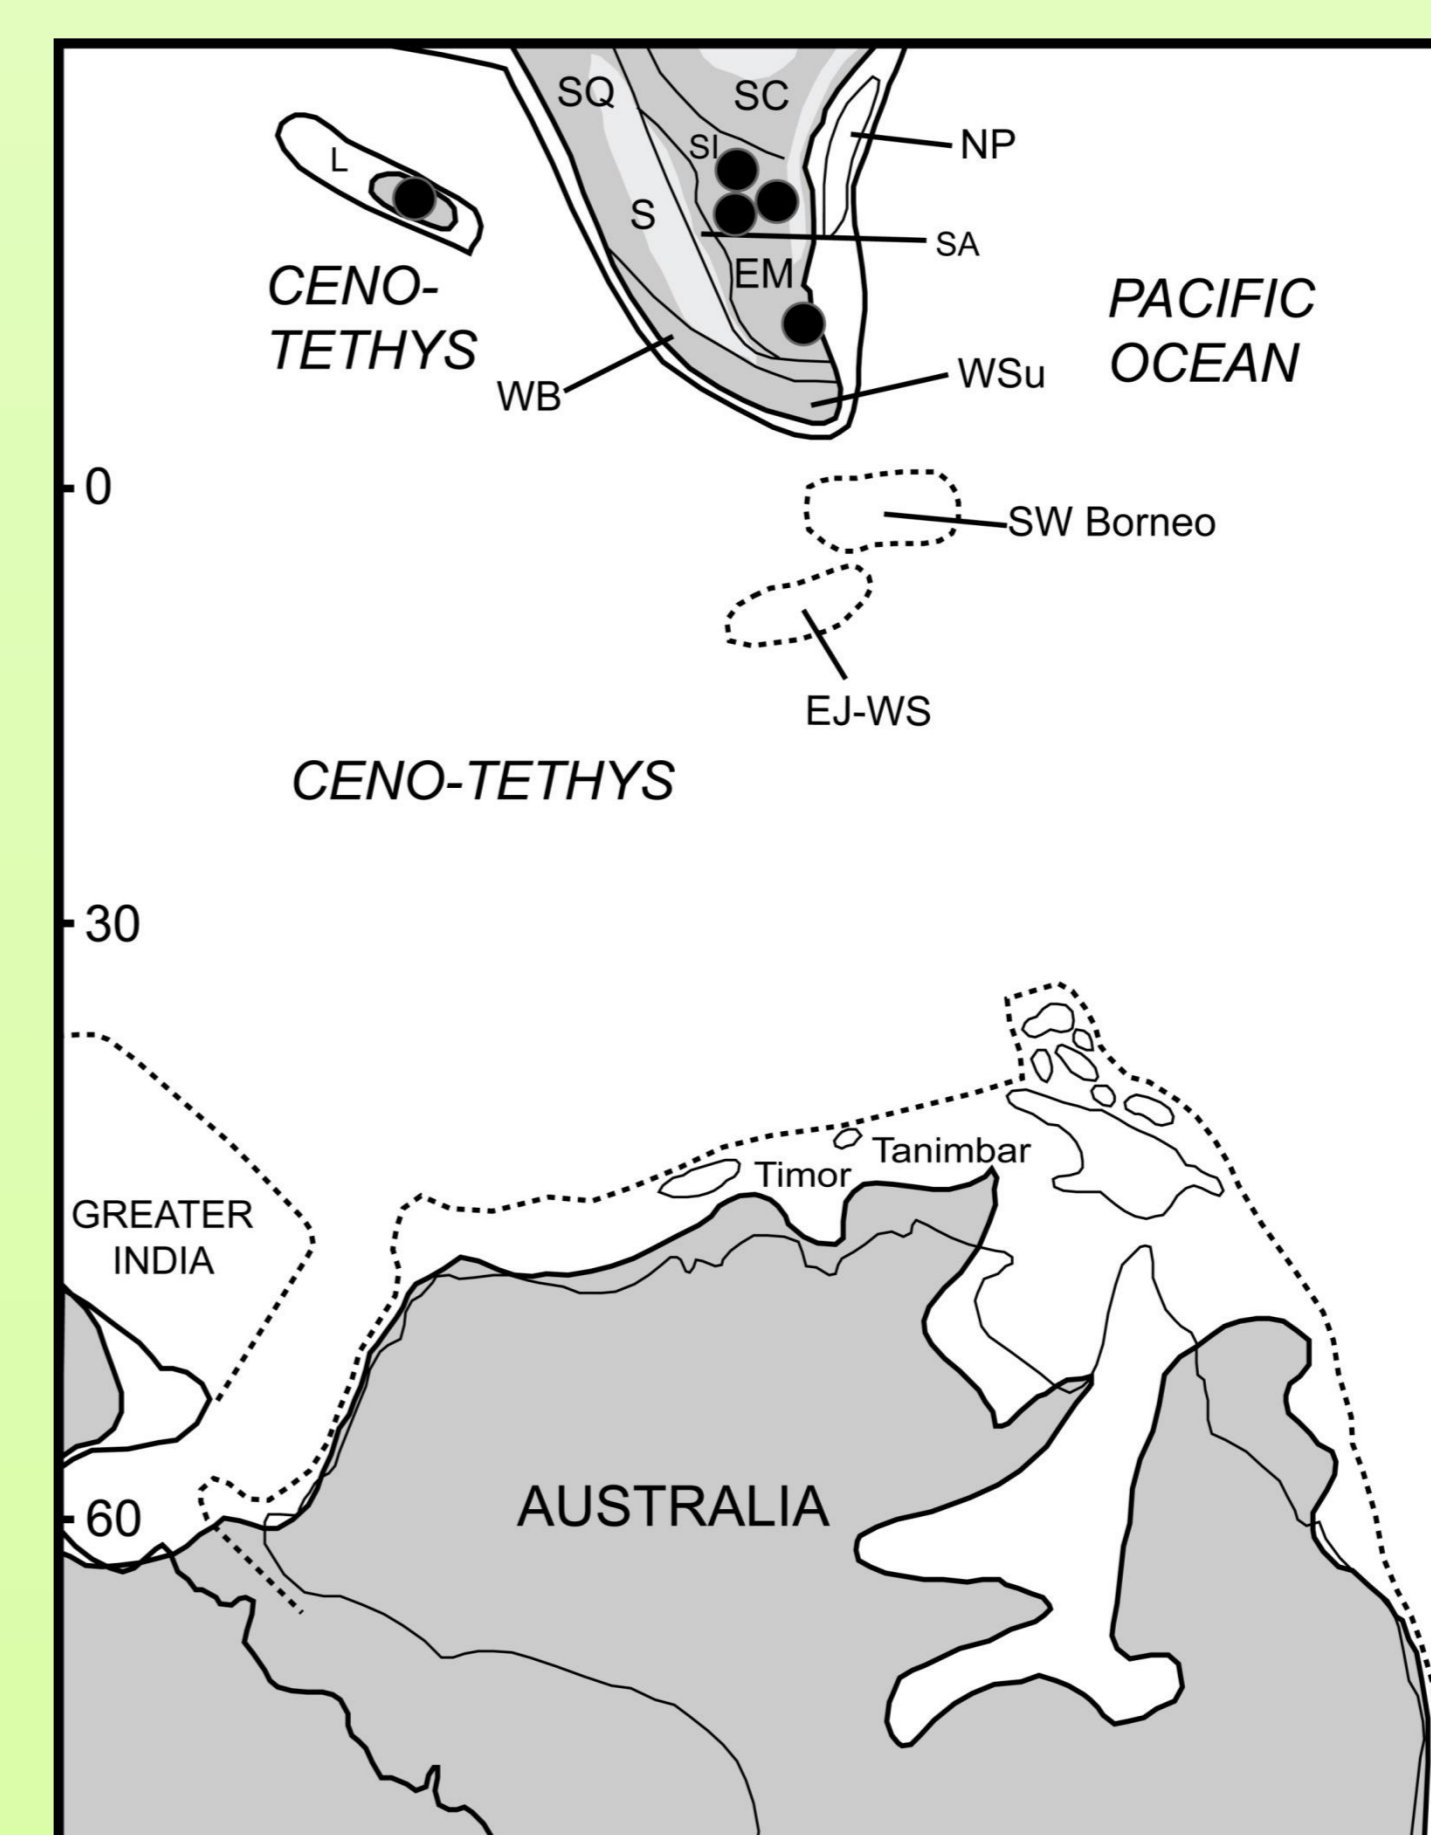 SQ
SC
SI
NP
L
S
SA
EM
CENO-
TETHYS
PACIFIC
OCEAN
WB
WSu
0
SW Borneo
EJ-WS
CENO-TETHYS
30
Tanimbar
Timor
GREATER
INDIA
60
AUSTRALIA